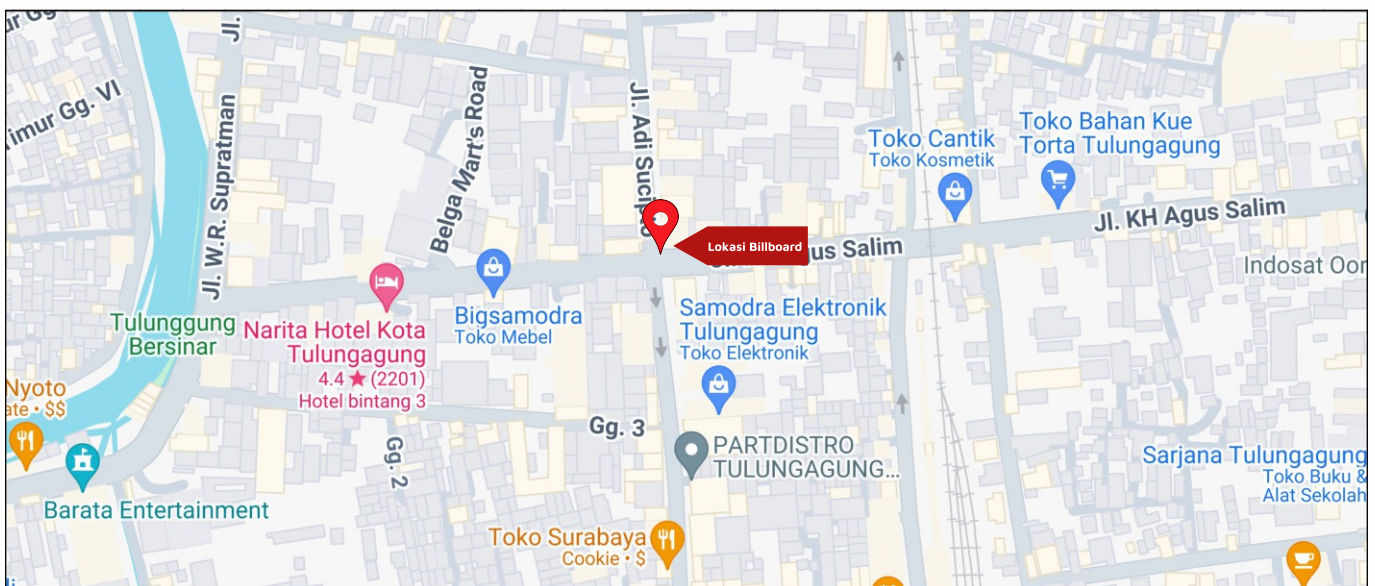 Jl.
Timur Gg. VI
Jl. W.R. Supratman
Belga Mart's Road
Jl. Adi Sucipto
Toko Cantik
Toko Kosmetik
Toko Bahan Kue
Torta Tulungagung
Jl. KH Agus Salim
Lokasi Billboard
gus Salim
Indosat Oor
Bigsamodra
Toko Mebel
Samodra Elektronik
Tulungagung
Toko Elektronik
Tulunggung
Bersinar
Narita Hotel Kota
Tulungagung
4.4 ★ (2201)
Hotel bintang 3
Nyoto
ate • $$
Gg. 3
Gg. 2
PARTDISTRO
TULUNGAGUNG...
Sarjana Tulungagung
Toko Buku &
Alat Sekolah
Barata Entertainment
Toko Surabaya
Cookie • $